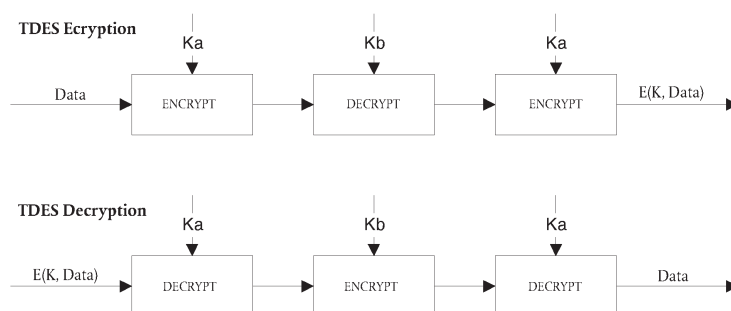 TDES Ecryption
Ka Kb Ka
Data ENCRYPT DECRYPT ENCRYPT E(K, Data)
TDES Decryption
Ka Kb Ka
E(K, Data) DECRYPT ENCRYPT DECRYPT Data